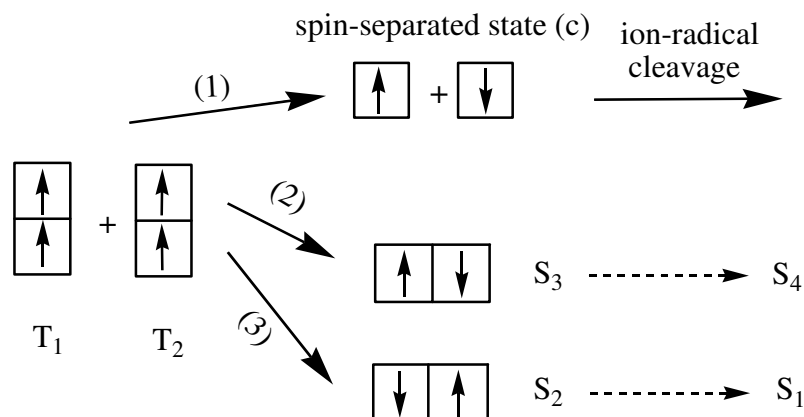 spin-separated state (c)
ion-radical
cleavage
(1)
+
+
(2)
S3
S4
(3)
T1
T2
S2
S1